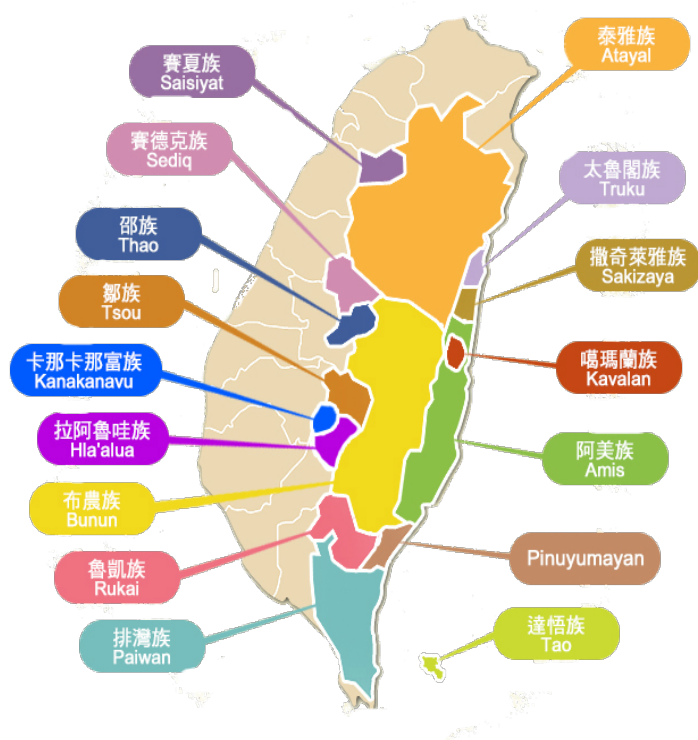 泰雅族
Atayal
賽夏族
Saisiyat
賽德克族
Sediq
太魯閣族
Truku
邵族
Thao
撒奇萊雅族
Sakizaya
鄒族
Tsou
卡那卡那富族
Kanakanavu
噶瑪蘭族
Kavalan
拉阿魯哇族
Hla'alua
阿美族
Amis
布農族
Bunun
Pinuyumayan
魯凱族
Rukai
達悟族
Tao
排灣族
Paiwan